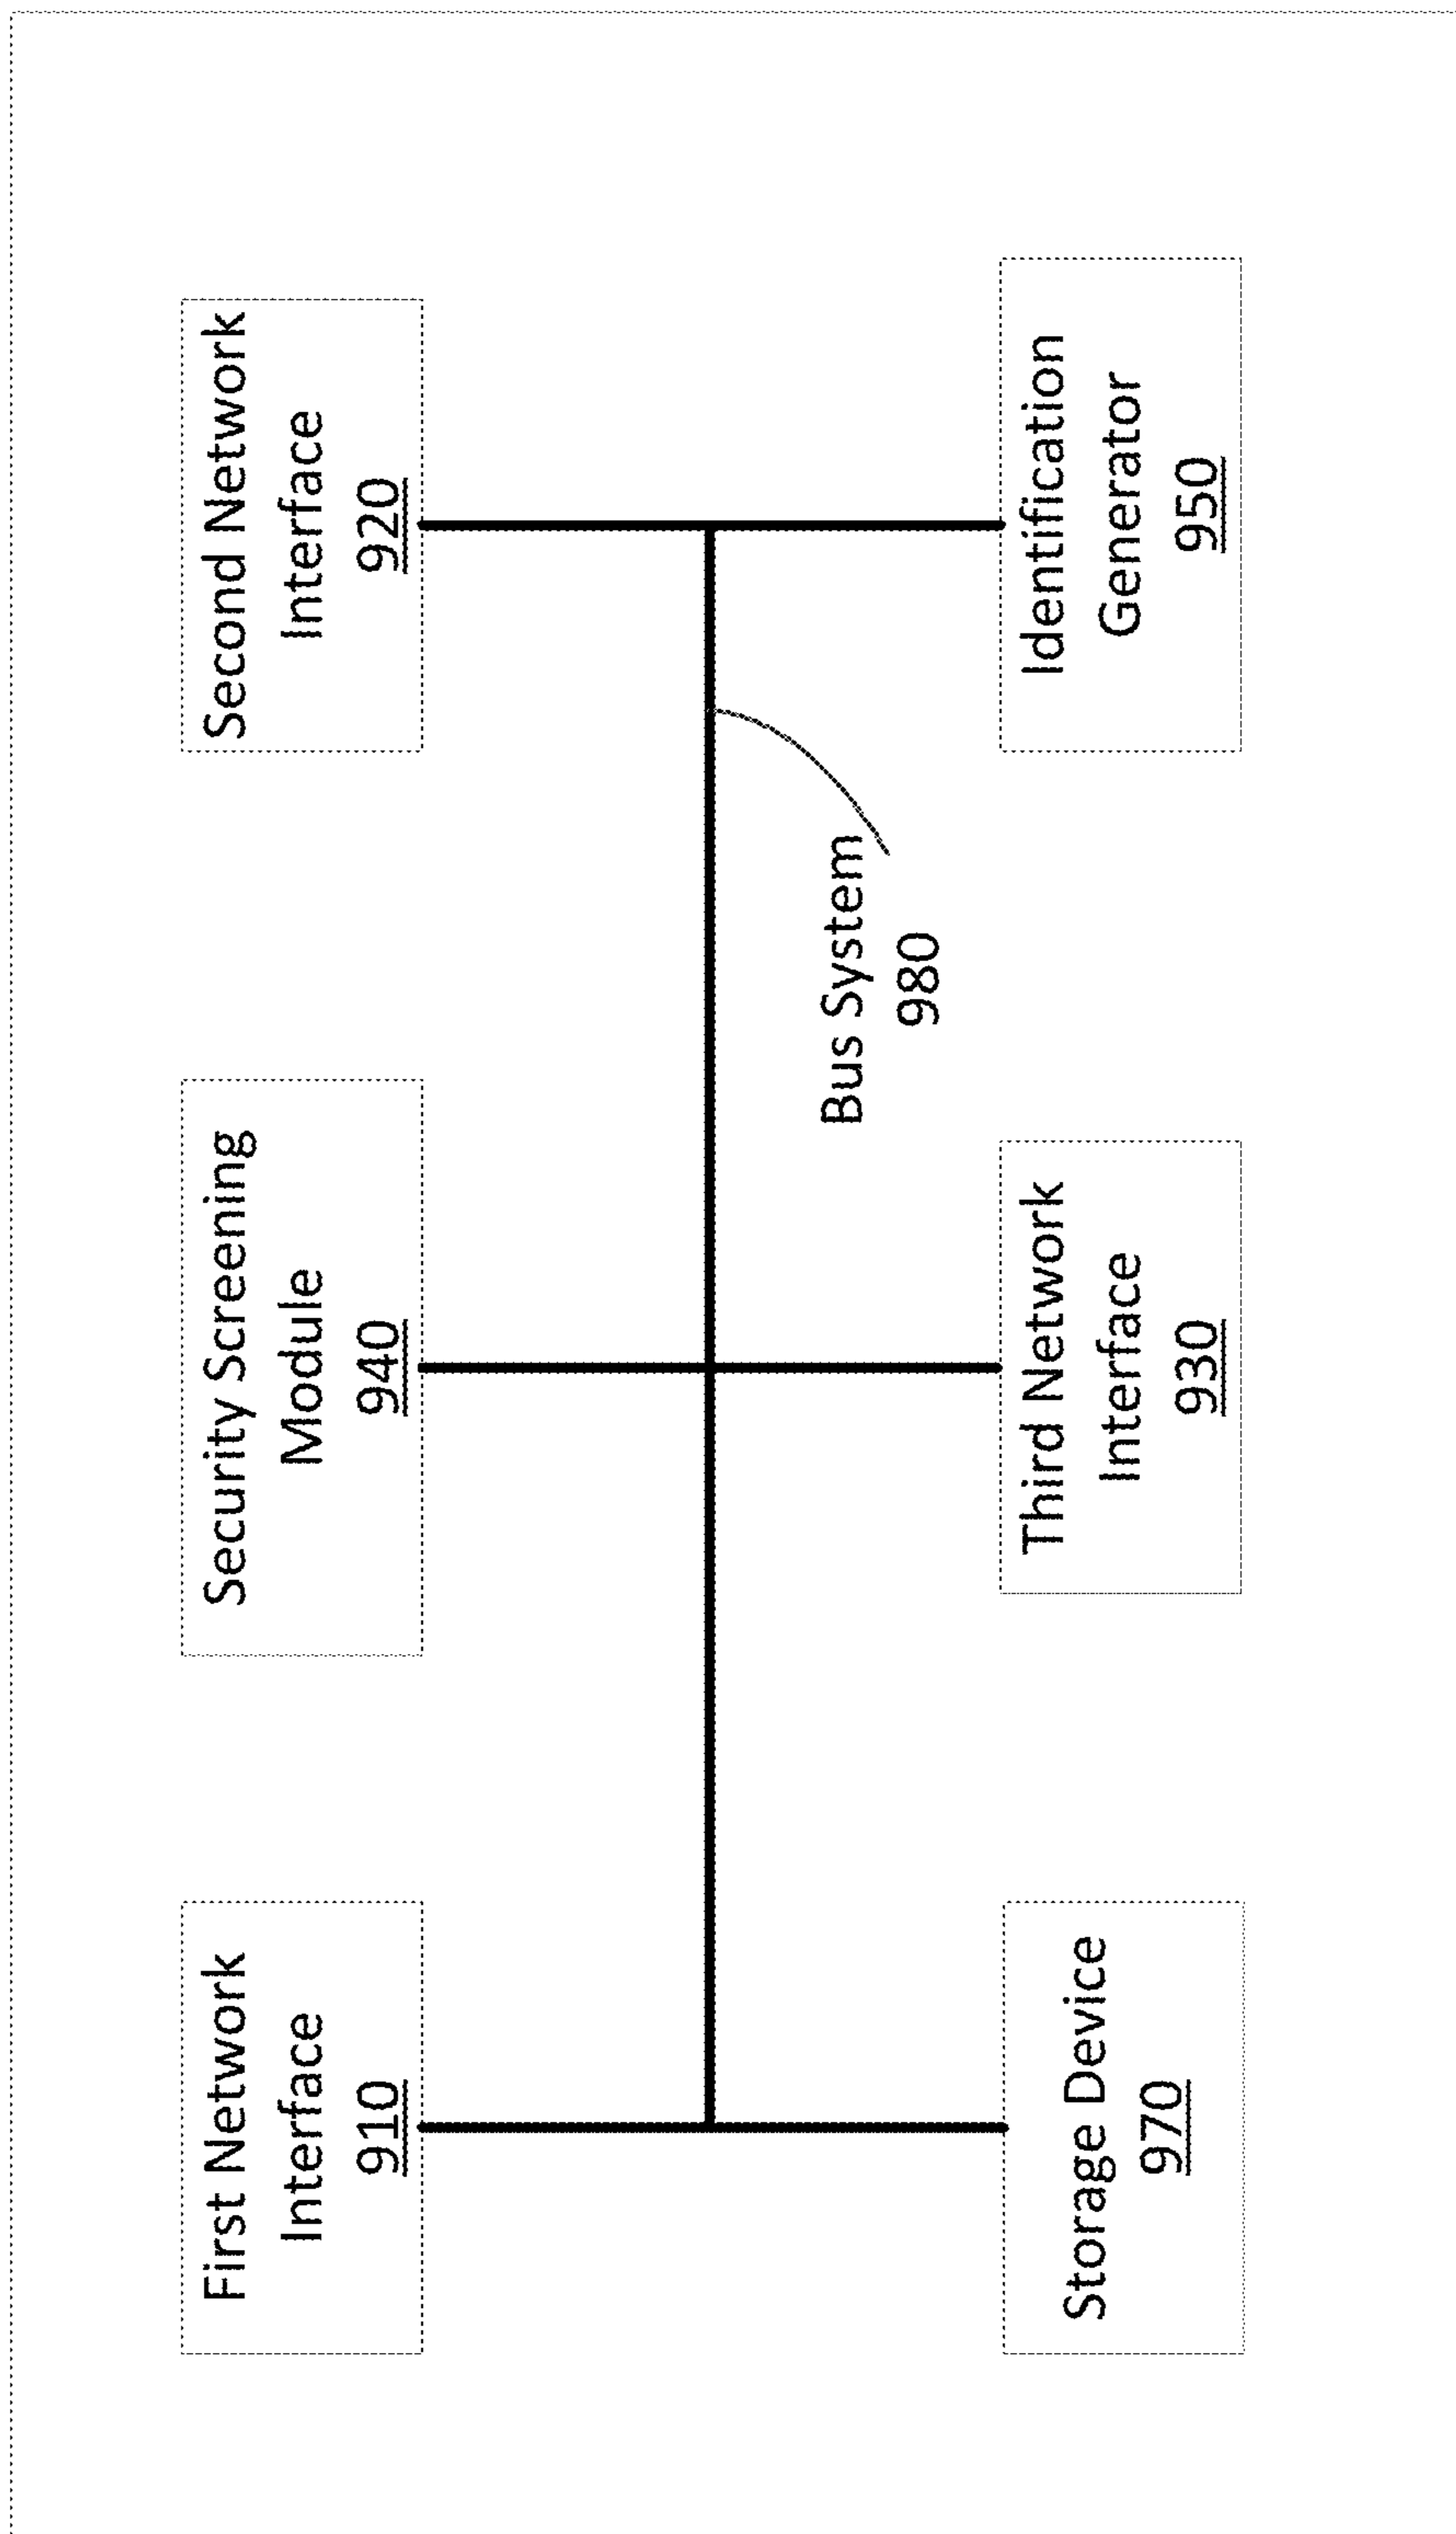 First Network
Interface
910
Security Screening
Module
940
Second Network
Interface
920
Bus System
980
Storage Device
970
Third Network
Interface
930
Identification
Generator
950